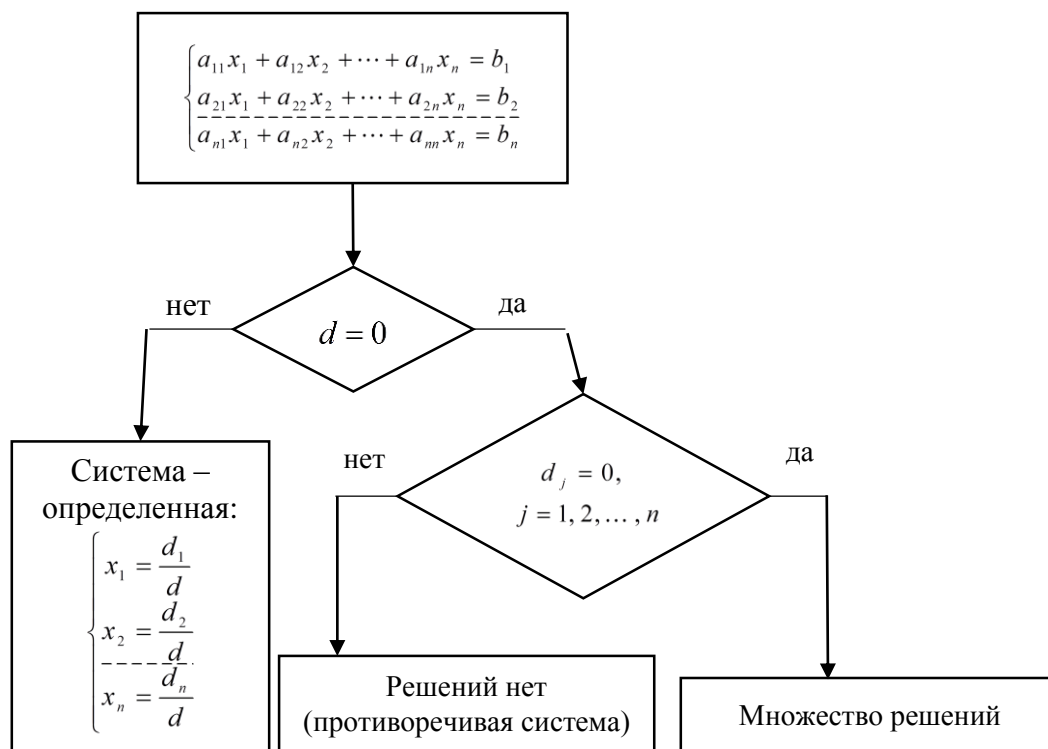 a₁₁x₁ + a₁₂x₂ + ⋯ + a₁ₙxₙ = b₁
a₂₁x₁ + a₂₂x₂ + ⋯ + a₂ₙxₙ = b₂
aₙ₁x₁ + aₙ₂x₂ + ⋯ + aₙₙxₙ = bₙ
нет
да
d = 0
Система –
определенная:
x₁ = d₁/d
x₂ = d₂/d
xₙ = dₙ/d
нет
да
dⱼ = 0,
j = 1, 2, … , n
Решений нет
(противоречивая система)
Множество решений